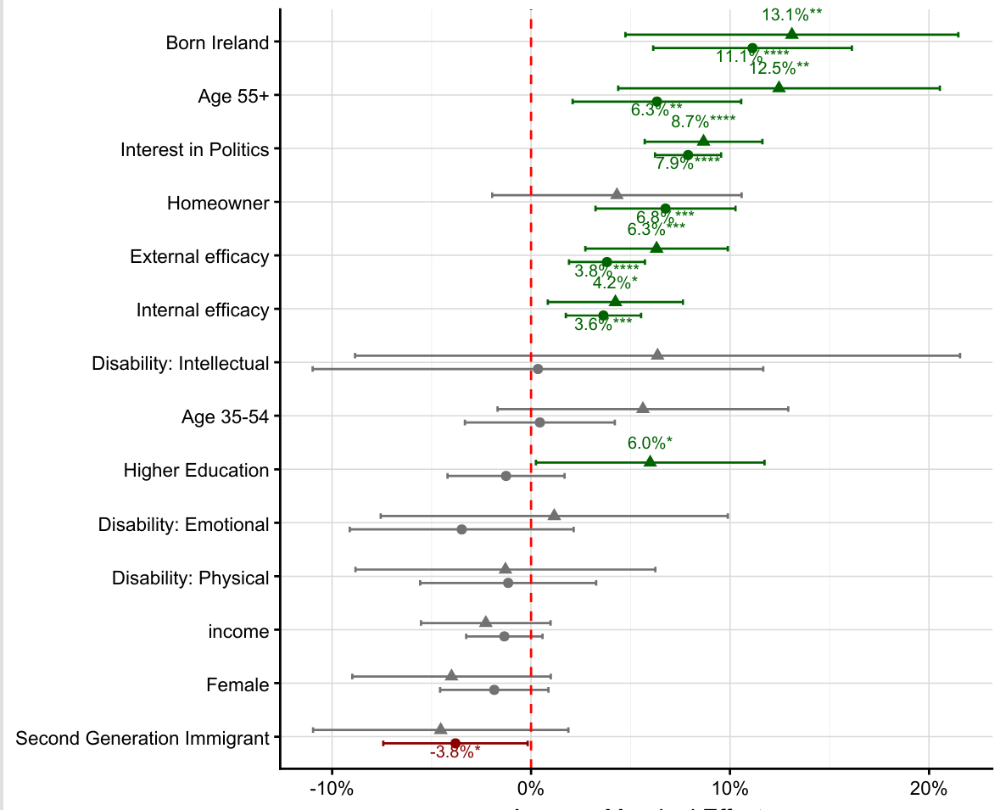 13.1%**
Born Ireland
11.1%****
12.5%**
Age 55+
6.3%**
8.7%****
Interest in Politics
7.9%****
Homeowner
6.8%***
6.3%***
External efficacy
3.8%****
4.2%*
Internal efficacy
3.6%***
Disability: Intellectual
Age 35-54
6.0%*
Higher Education
Disability: Emotional
Disability: Physical
income
Female
Second Generation Immigrant
-3.8%*
-10% 0% 10% 20%